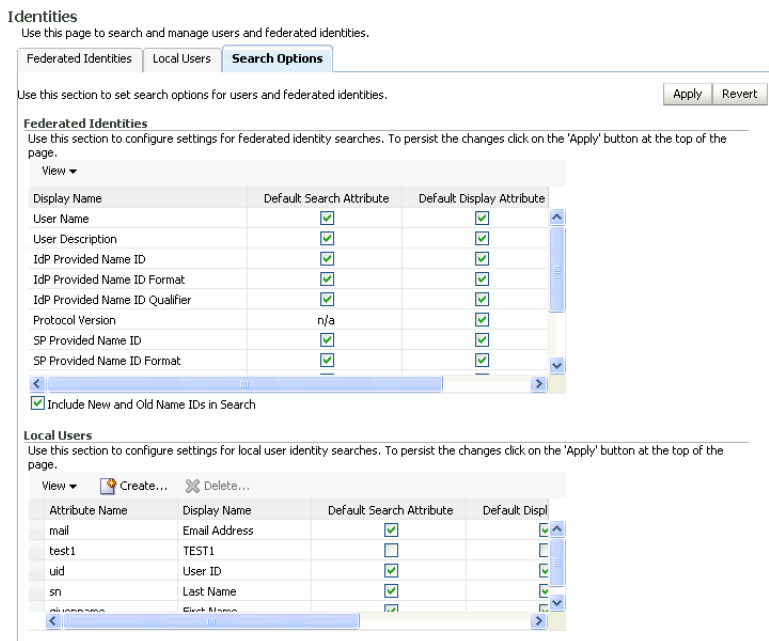 Identities
Use this page to search and manage users and federated identities.
Federated Identities Local Users Search Options
Use this section to set search options for users and federated identities. Apply Revert
Federated Identities
Use this section to configure settings for federated identity searches. To persist the changes click on the 'Apply' button at the top of the
page.
View
Display Name Default Search Attribute Default Display Attribute
User Name
User Description
IdP Provided Name ID
IdP Provided Name ID Format
IdP Provided Name ID Qualifier
Protocol Version n/a
SP Provided Name ID
SP Provided Name ID Format
Include New and Old Name IDs in Search
Local Users
Use this section to configure settings for local user identity searches. To persist the changes click on the 'Apply' button at the top of the
page.
View Create... Delete...
Attribute Name Display Name Default Search Attribute Default Displ
mail Email Address
test1 TEST1
uid User ID
sn Last Name
givenname First Name